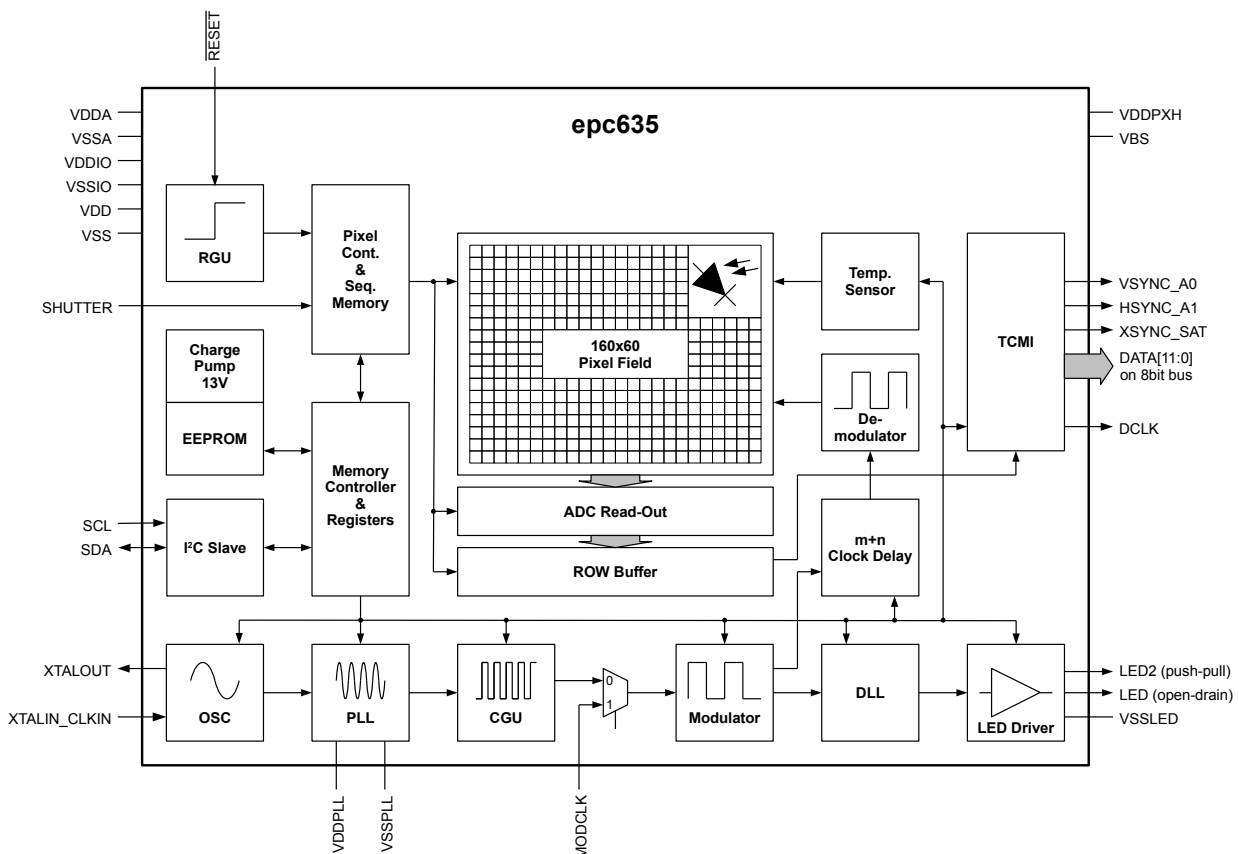 RESET
epc635
VDDA
VSSA
VDDIO
VSSIO
VDD
VSS
SHUTTER
SCL
SDA
XTALOUT
XTALIN_CLKIN
RGU
Pixel
Cont.
&
Seq.
Memory
Charge
Pump
13V
EEPROM
I²C Slave
Memory
Controller
&
Registers
160x60
Pixel Field
ADC Read-Out
ROW Buffer
Temp.
Sensor
De-
modulator
m+n
Clock Delay
TCMI
OSC
PLL
CGU
0
1
Modulator
DLL
LED Driver
VDDPXH
VBS
VSYNC_A0
HSYNC_A1
XSYNC_SAT
DATA[11:0]
on 8bit bus
DCLK
LED2 (push-pull)
LED (open-drain)
VSSLED
VDDPLL
VSSPLL
MODCLK